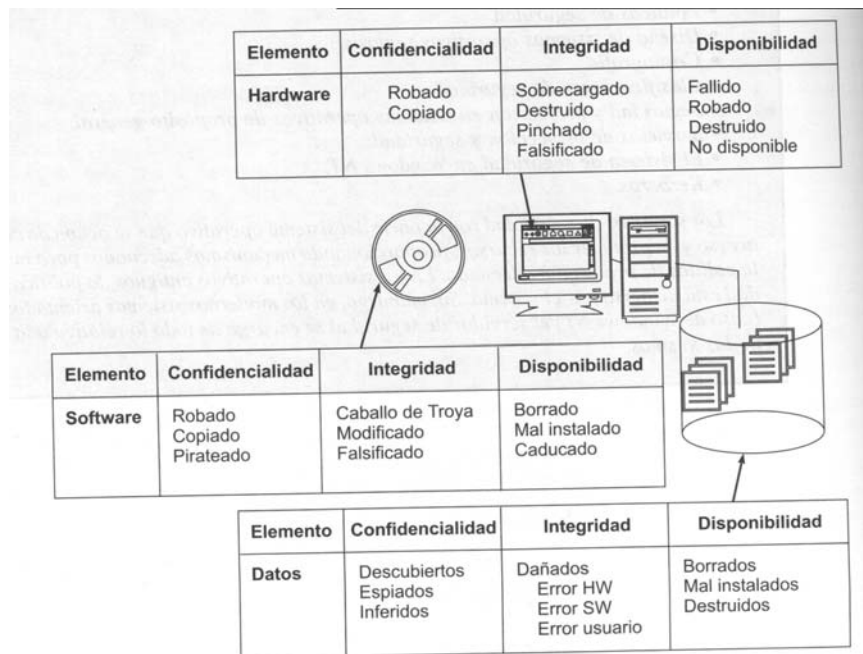 Elemento Confidencialidad Integridad Disponibilidad
Hardware Robado Sobrecargado Fallido
Copiado Destruido Robado
Pinchado Destruido
Falsificado No disponible
Elemento Confidencialidad Integridad Disponibilidad
Software Robado Caballo de Troya Borrado
Copiado Modificado Mal instalado
Pirateado Falsificado Caducado
Elemento Confidencialidad Integridad Disponibilidad
Datos Descubiertos Dañados Borrados
Espiados Error HW Mal instalados
Inferidos Error SW Destruidos
Error usuario